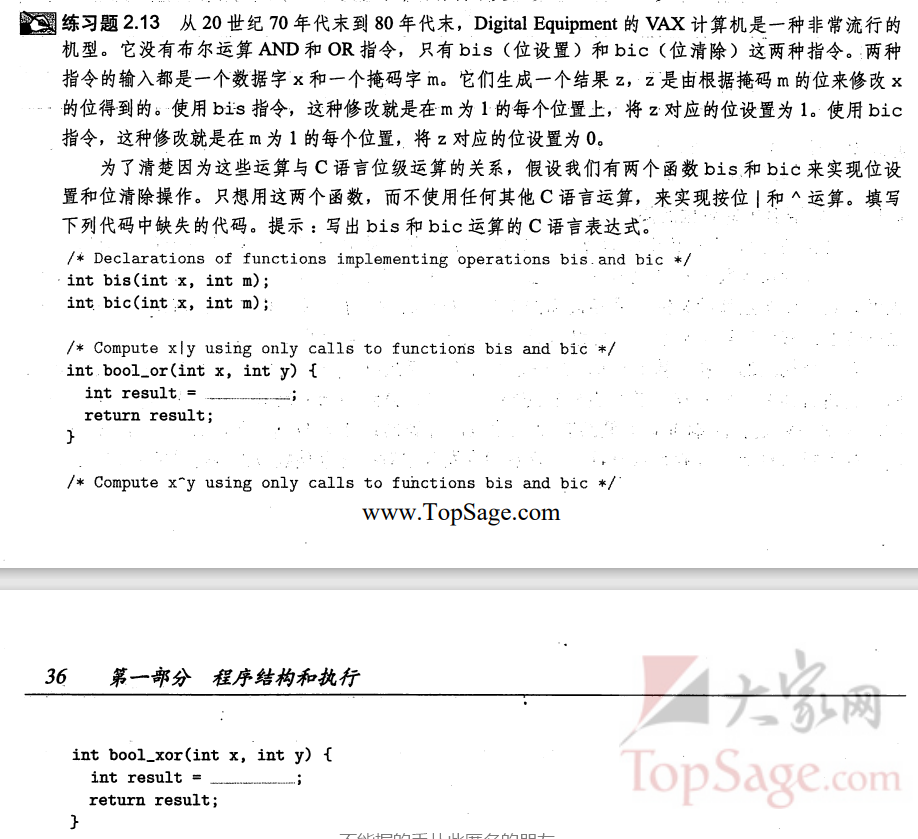 练习题 2.13 从 20 世纪 70 年代末到 80 年代末，Digital Equipment 的 VAX 计算机是一种非常流行的
机型。它没有布尔运算 AND 和 OR 指令，只有 bis（位设置）和 bic（位清除）这两种指令。两种
指令的输入都是一个数据字 x 和一个掩码字 m。它们生成一个结果 z，z 是由根据掩码 m 的位来修改 x
的位得到的。使用 bis 指令，这种修改就是在 m 为 1 的每个位置上，将 z 对应的位设置为 1。使用 bic
指令，这种修改就是在 m 为 1 的每个位置，将 z 对应的位设置为 0。
为了清楚因为这些运算与 C 语言位级运算的关系，假设我们有两个函数 bis 和 bic 来实现位设
置和位清除操作。只想用这两个函数，而不使用任何其他 C 语言运算，来实现按位 | 和 ^ 运算。填写
下列代码中缺失的代码。提示：写出 bis 和 bic 运算的 C 语言表达式。
/* Declarations of functions implementing operations bis and bic */
int bis(int x, int m);
int bic(int x, int m);
/* Compute x|y using only calls to functions bis and bic */
int bool_or(int x, int y) {
int result = ________;
return result;
}
/* Compute x^y using only calls to functions bis and bic */
www.TopSage.com
36 第一部分 程序结构和执行
大家网
TopSage.com
int bool_xor(int x, int y) {
int result = ________;
return result;
}